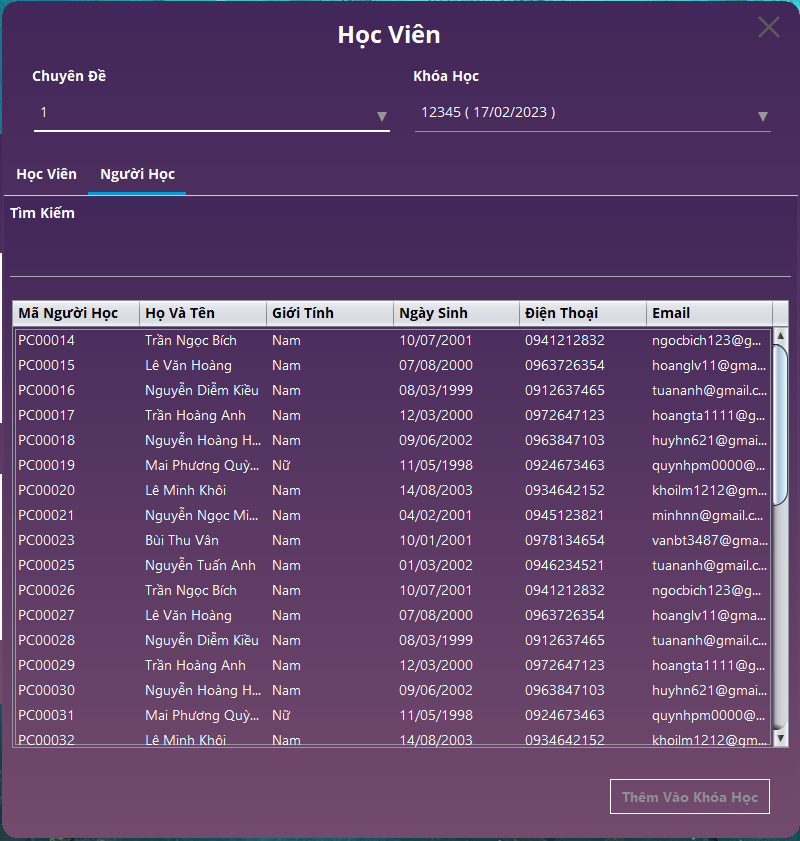 Học Viên
Chuyên Đề Khóa Học
1 12345 ( 17/02/2023 )
Học Viên Người Học
Tìm Kiếm
Mã Người Học Họ Và Tên Giới Tính Ngày Sinh Điện Thoại Email
PC00014 Trần Ngọc Bích Nam 10/07/2001 0941212832 ngocbich123@g...
PC00015 Lê Văn Hoàng Nam 07/08/2000 0963726354 hoanglv11@gma...
PC00016 Nguyễn Diễm Kiều Nam 08/03/1999 0912637465 tuananh@gmail.c...
PC00017 Trần Hoàng Anh Nam 12/03/2000 0972647123 hoangta1111@g...
PC00018 Nguyễn Hoàng H... Nam 09/06/2002 0963847103 huyhn621@gmai...
PC00019 Mai Phương Quỳ... Nữ 11/05/1998 0924673463 quynhpm0000@...
PC00020 Lê Minh Khôi Nam 14/08/2003 0934642152 khoilm1212@gm...
PC00021 Nguyễn Ngọc Mi... Nam 04/02/2001 0945123821 minhnn@gmail.c...
PC00023 Bùi Thu Vân Nam 10/01/2001 0978134654 vanbt3487@gma...
PC00025 Nguyễn Tuấn Anh Nam 01/03/2002 0946234521 tuananh@gmail.c...
PC00026 Trần Ngọc Bích Nam 10/07/2001 0941212832 ngocbich123@g...
PC00027 Lê Văn Hoàng Nam 07/08/2000 0963726354 hoanglv11@gma...
PC00028 Nguyễn Diễm Kiều Nam 08/03/1999 0912637465 tuananh@gmail.c...
PC00029 Trần Hoàng Anh Nam 12/03/2000 0972647123 hoangta1111@g...
PC00030 Nguyễn Hoàng H... Nam 09/06/2002 0963847103 huyhn621@gmai...
PC00031 Mai Phương Quỳ... Nữ 11/05/1998 0924673463 quynhpm0000@...
PC00032 Lê Minh Khôi Nam 14/08/2003 0934642152 khoilm1212@gm...
Thêm Vào Khóa Học